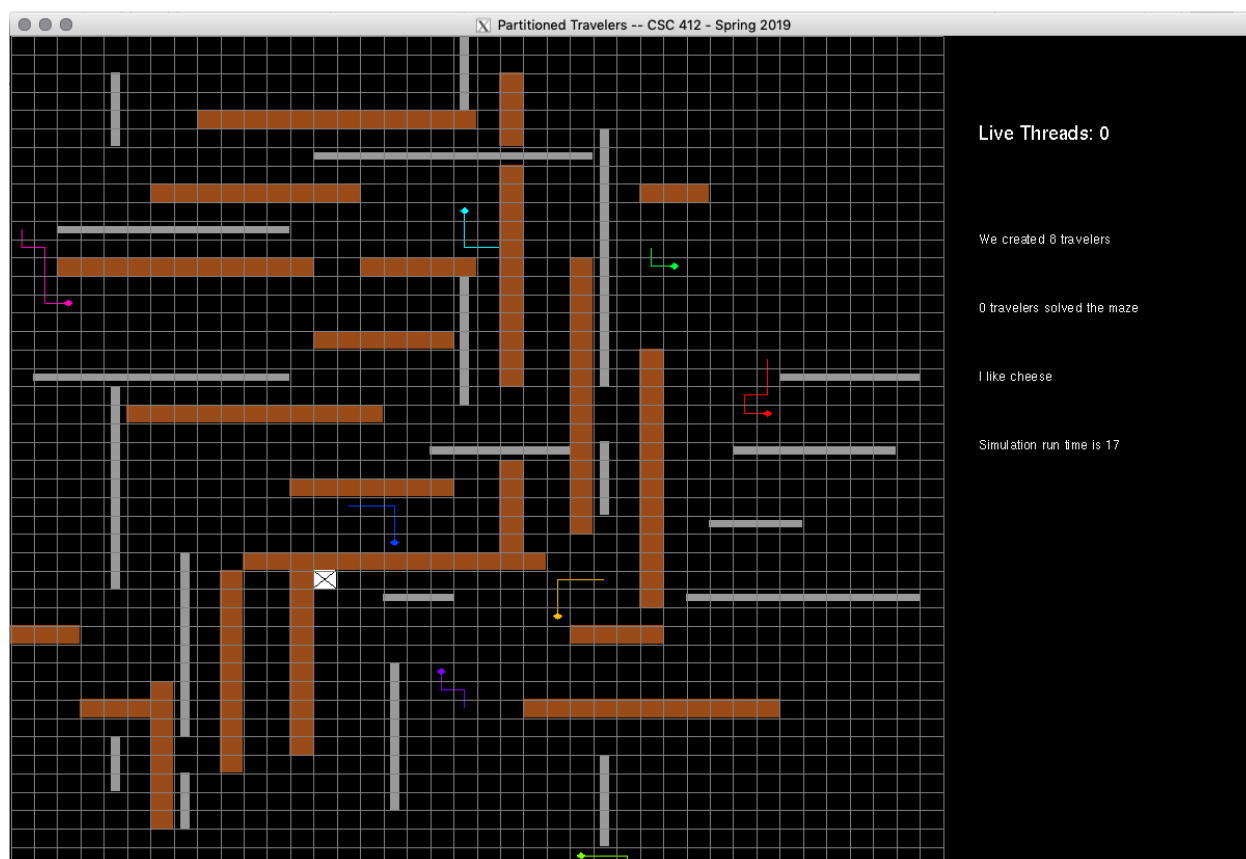 Partitioned Travelers -- CSC 412 - Spring 2019
Live Threads: 0
We created 8 travelers
0 travelers solved the maze
I like cheese
Simulation run time is 17